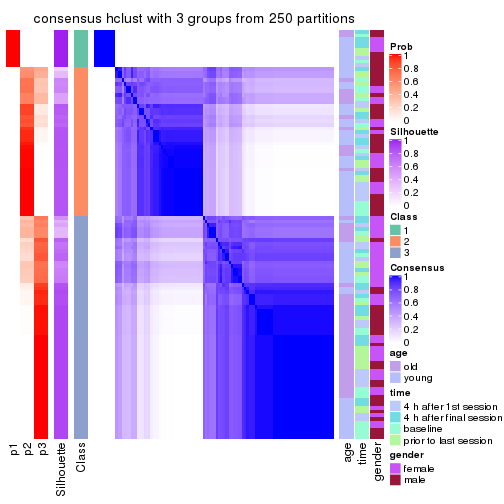 consensus hclust with 3 groups from 250 partitions
Prob
1
0.8
0.6
0.4
0.2
0
Silhouette
1
0.8
0.6
0.4
0.2
0
Class
1
2
3
Consensus
1
0.8
0.6
0.4
0.2
0
age
old
young
time
4 h after 1st session
4 h after final session
baseline
prior to last session
gender
female
male
p1
p2
p3
Silhouette
Class
age
time
gender